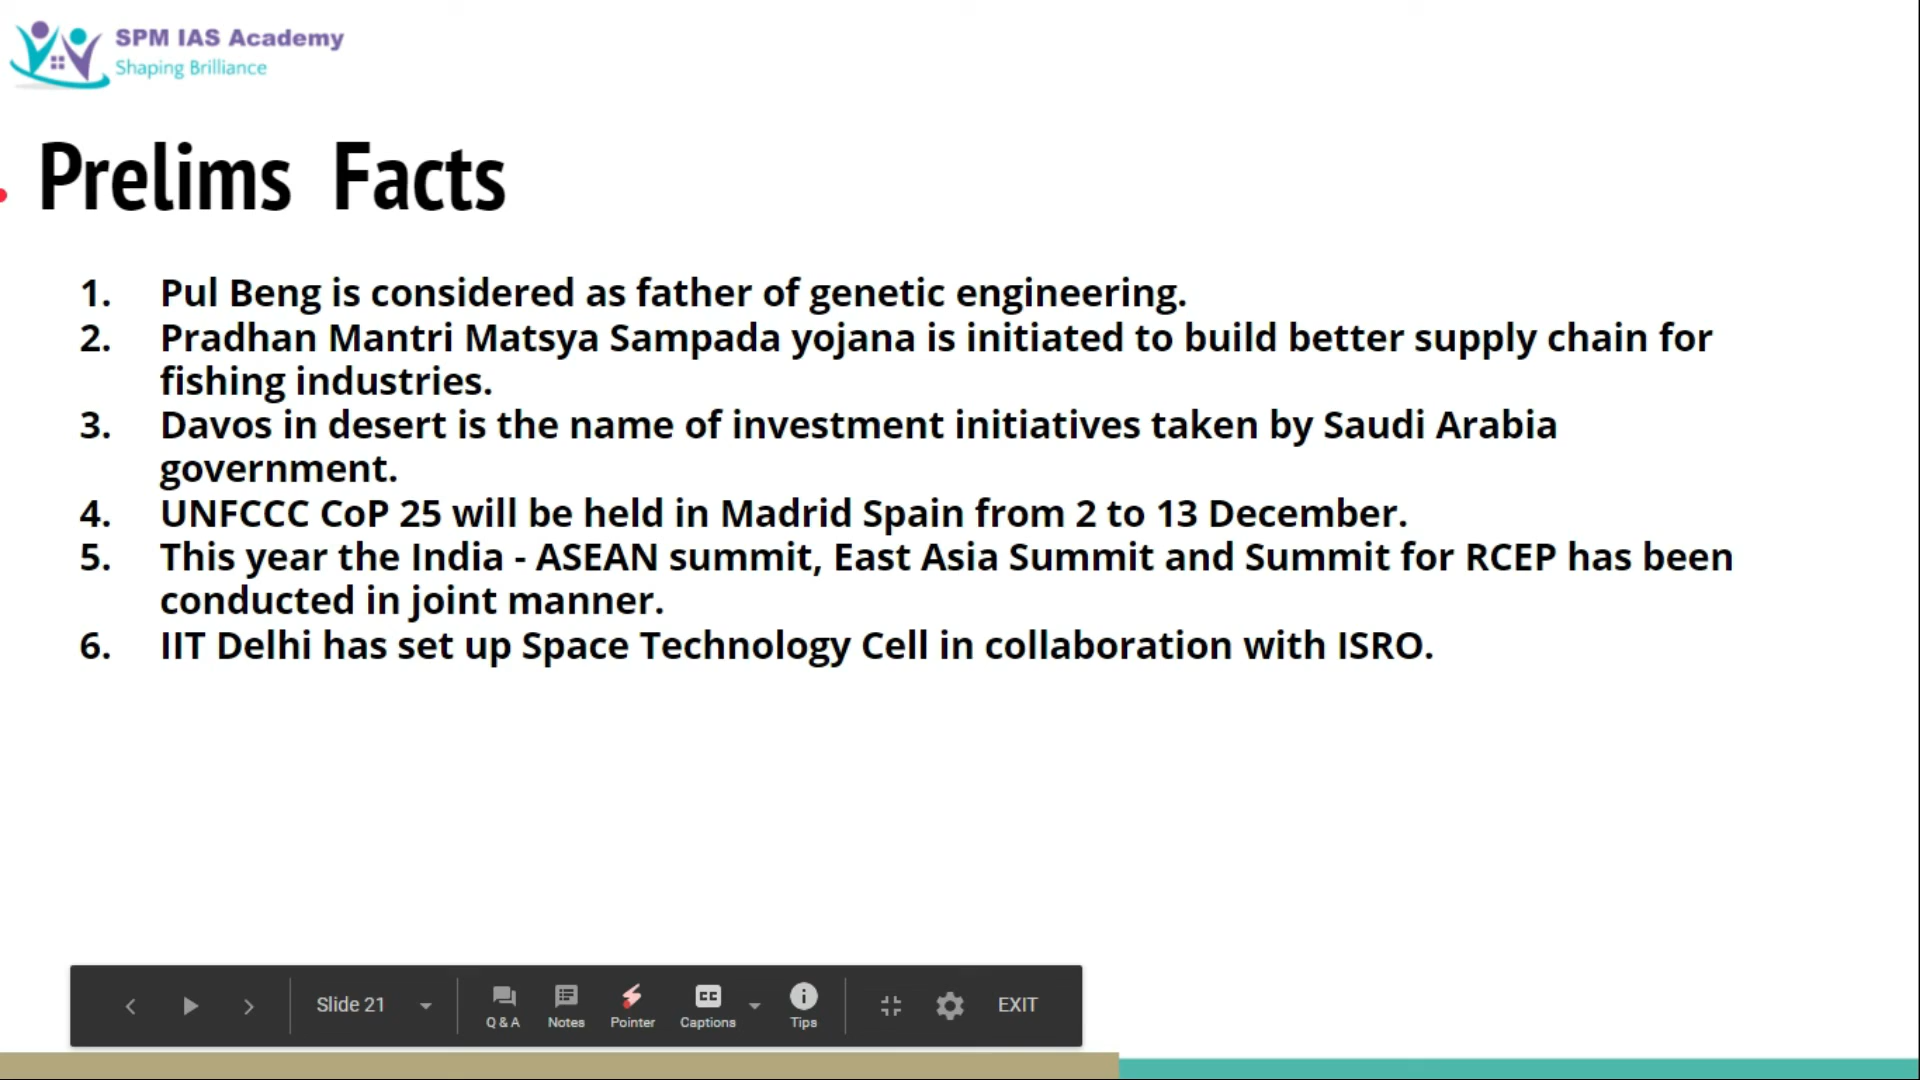 SPM IAS Academy
Shaping Brilliance
Prelims Facts
1. Pul Beng is considered as father of genetic engineering.
2. Pradhan Mantri Matsya Sampada yojana is initiated to build better supply chain for
fishing industries.
3. Davos in desert is the name of investment initiatives taken by Saudi Arabia
government.
4. UNFCCC CoP 25 will be held in Madrid Spain from 2 to 13 December.
5. This year the India - ASEAN summit, East Asia Summit and Summit for RCEP has been
conducted in joint manner.
6. IIT Delhi has set up Space Technology Cell in collaboration with ISRO.
Slide 21 Q & A Notes Pointer CC Captions Tips EXIT